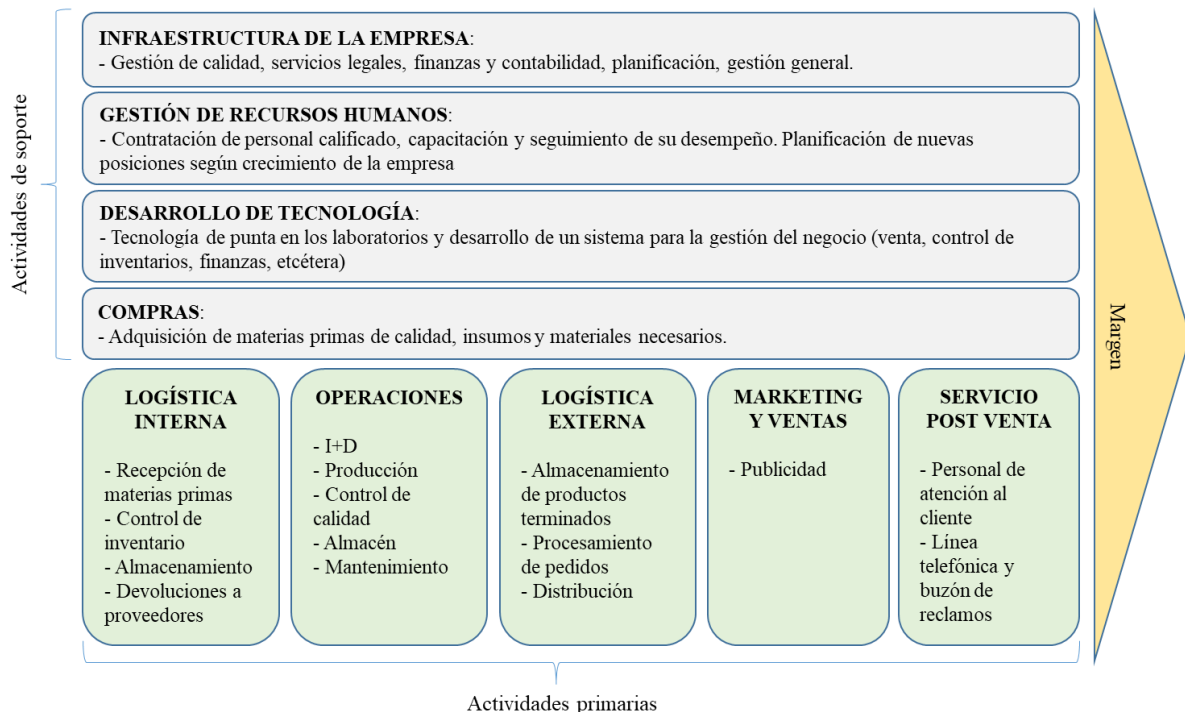 Actividades de soporte
INFRAESTRUCTURA DE LA EMPRESA:
- Gestión de calidad, servicios legales, finanzas y contabilidad, planificación, gestión general.
GESTIÓN DE RECURSOS HUMANOS:
- Contratación de personal calificado, capacitación y seguimiento de su desempeño. Planificación de nuevas
posiciones según crecimiento de la empresa
DESARROLLO DE TECNOLOGÍA:
- Tecnología de punta en los laboratorios y desarrollo de un sistema para la gestión del negocio (venta, control de
inventarios, finanzas, etcétera)
COMPRAS:
- Adquisición de materias primas de calidad, insumos y materiales necesarios.
LOGÍSTICA
INTERNA
- Recepción de
materias primas
- Control de
inventario
- Almacenamiento
- Devoluciones a
proveedores
OPERACIONES
- I+D
- Producción
- Control de
calidad
- Almacén
- Mantenimiento
LOGÍSTICA
EXTERNA
- Almacenamiento
de productos
terminados
- Procesamiento
de pedidos
- Distribución
MARKETING
Y VENTAS
- Publicidad
SERVICIO
POST VENTA
- Personal de
atención al
cliente
- Línea
telefónica y
buzón de
reclamos
Margen
Actividades primarias